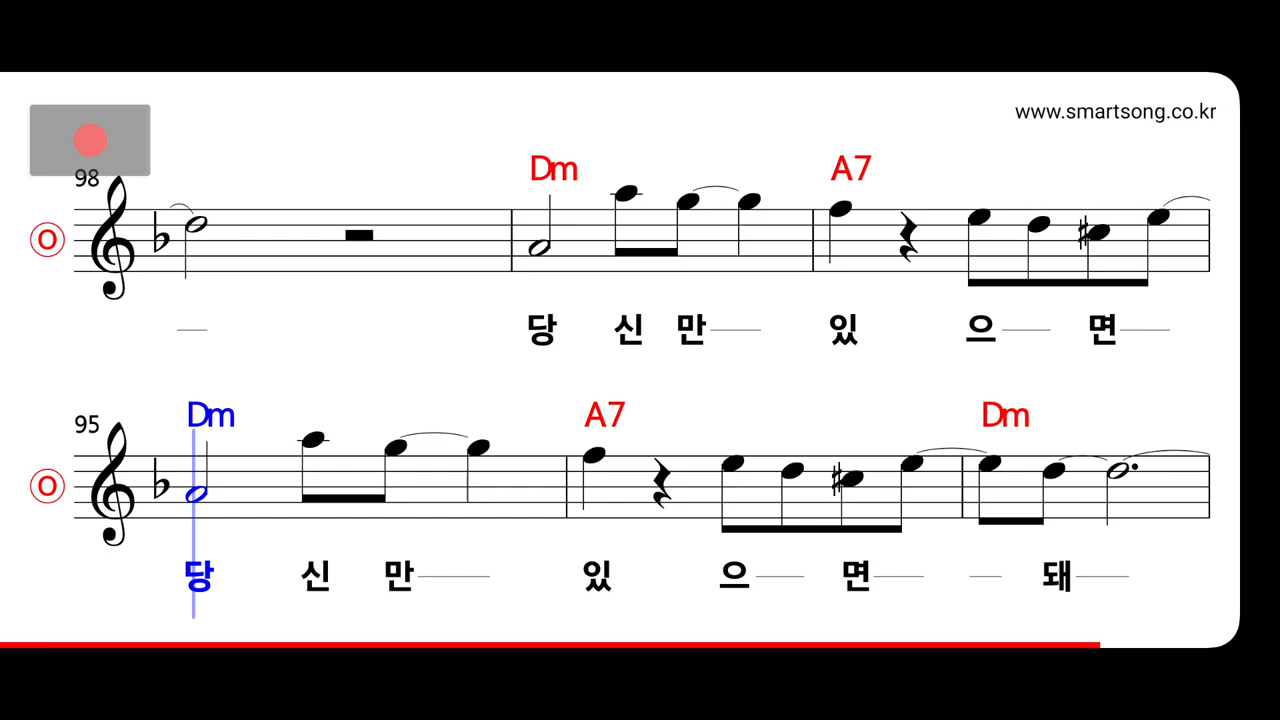 www.smartsong.co.kr
98
Dm A7
O
당 신 만 있 으 면
95
Dm A7 Dm
O
당 신 만 있 으 면 돼